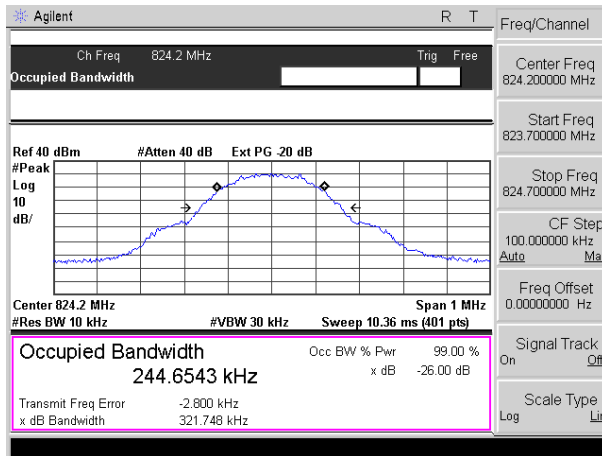 Agilent R T
Ch Freq 824.2 MHz Trig Free
Occupied Bandwidth
Ref 40 dBm #Atten 40 dB Ext PG -20 dB
#Peak
Log
10
dB/
Center 824.2 MHz Span 1 MHz
#Res BW 10 kHz #VBW 30 kHz Sweep 10.36 ms (401 pts)
Occupied Bandwidth Occ BW % Pwr 99.00 %
244.6543 kHz x dB -26.00 dB
Transmit Freq Error -2.800 kHz
x dB Bandwidth 321.748 kHz
Freq/Channel
Center Freq
824.200000 MHz
Start Freq
823.700000 MHz
Stop Freq
824.700000 MHz
CF Step
100.000000 kHz
Auto Ma
Freq Offset
0.00000000 Hz
Signal Track
On Off
Scale Type
Log Lin